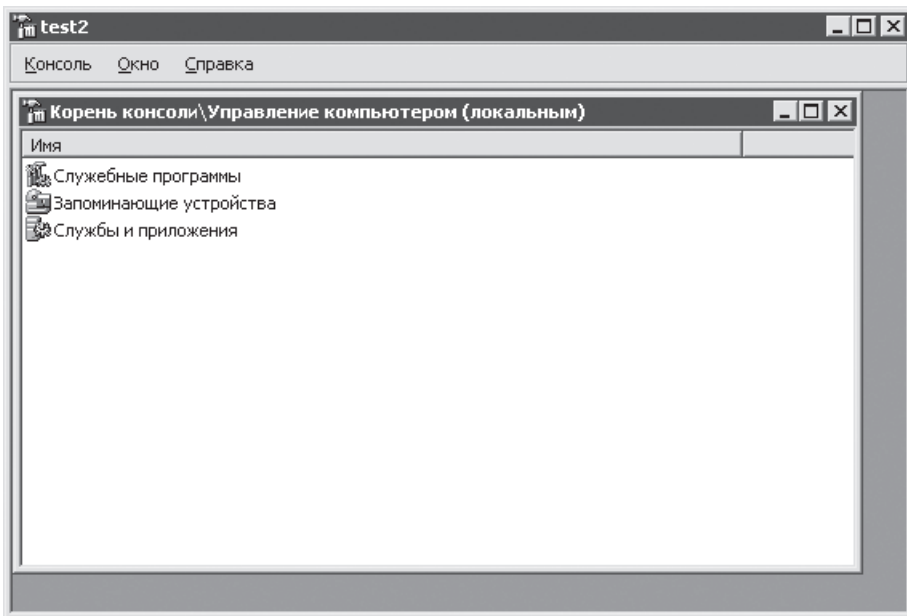 test2
Консоль Окно Справка
Корень консоли\Управление компьютером (локальным)
Имя
Служебные программы
Запоминающие устройства
Службы и приложения